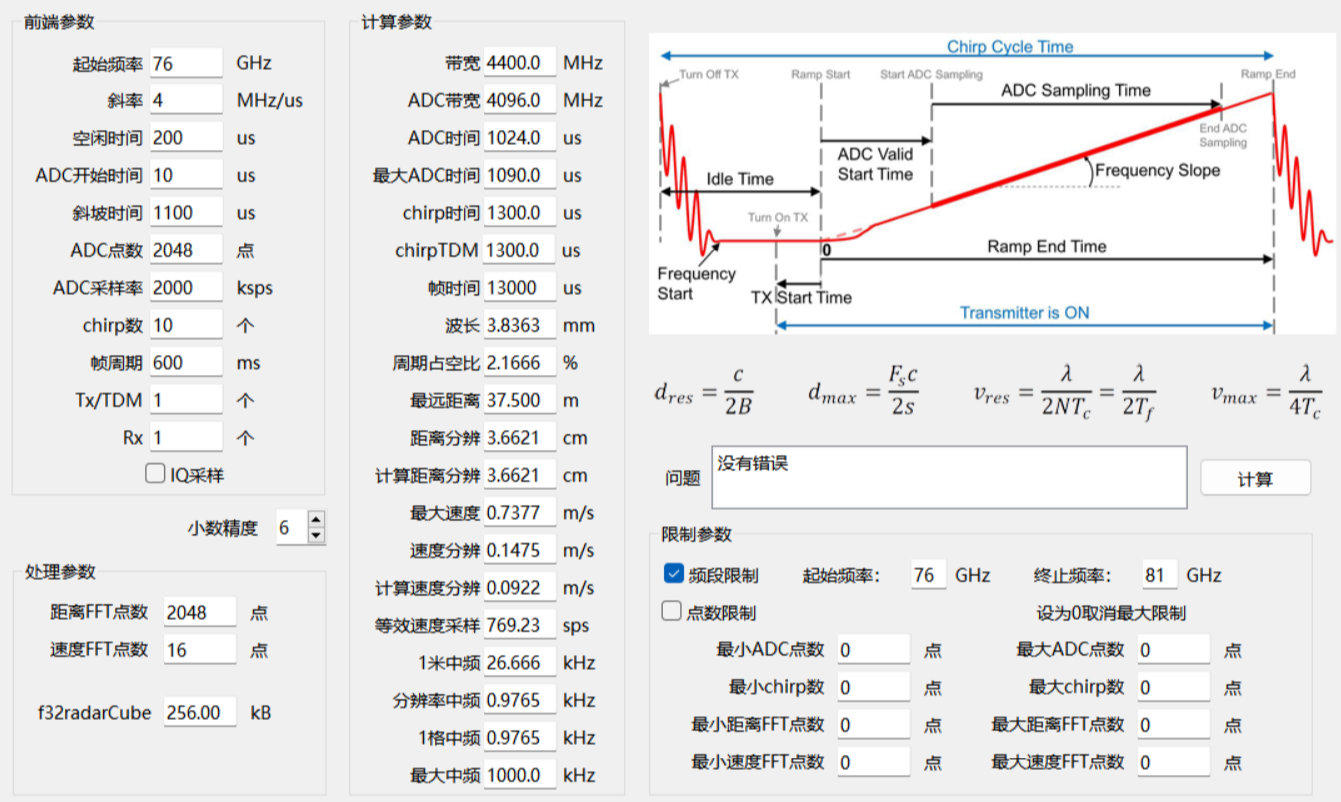 前端参数
起始频率 76 GHz
斜率 4 MHz/us
空闲时间 200 us
ADC开始时间 10 us
斜坡时间 1100 us
ADC点数 2048 点
ADC采样率 2000 ksps
chirp数 10 个
帧周期 600 ms
Tx/TDM 1 个
Rx 1 个
IQ采样
小数精度 6
处理参数
距离FFT点数 2048 点
速度FFT点数 16 点
f32radarCube 256.00 kB
计算参数
带宽 4400.0 MHz
ADC带宽 4096.0 MHz
ADC时间 1024.0 us
最大ADC时间 1090.0 us
chirp时间 1300.0 us
chirpTDM 1300.0 us
帧时间 13000 us
波长 3.8363 mm
周期占空比 2.1666 %
最远距离 37.500 m
距离分辨 3.6621 cm
计算距离分辨 3.6621 cm
最大速度 0.7377 m/s
速度分辨 0.1475 m/s
计算速度分辨 0.0922 m/s
等效速度采样 769.23 sps
1米中频 26.666 kHz
分辨率中频 0.9765 kHz
1格中频 0.9765 kHz
最大中频 1000.0 kHz
Chirp Cycle Time
Turn Off TX Ramp Start Start ADC Sampling Ramp End
ADC Sampling Time
End ADC
Sampling
ADC Valid
Start Time
Frequency Slope
Idle Time
Turn On TX
0
Ramp End Time
Frequency
Start
TX Start Time
Transmitter is ON
d_res = c/2B d_max = F_s c/2s v_res = λ/2NT_c = λ/2T_f v_max = λ/4T_c
问题 没有错误 计算
限制参数
频段限制 起始频率： 76 GHz 终止频率： 81 GHz
点数限制 设为0取消最大限制
最小ADC点数 0 点 最大ADC点数 0 点
最小chirp数 0 点 最大chirp数 0 点
最小距离FFT点数 0 点 最大距离FFT点数 0 点
最小速度FFT点数 0 点 最大速度FFT点数 0 点